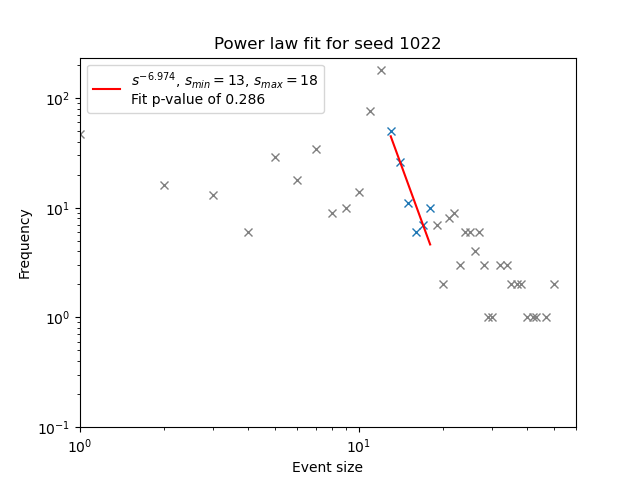 Power law fit for seed 1022
s^{-6.974}, s_{min} = 13, s_{max} = 18
Fit p-value of 0.286
Frequency
10^2
10^1
10^0
10^{-1}
10^0
10^1
Event size